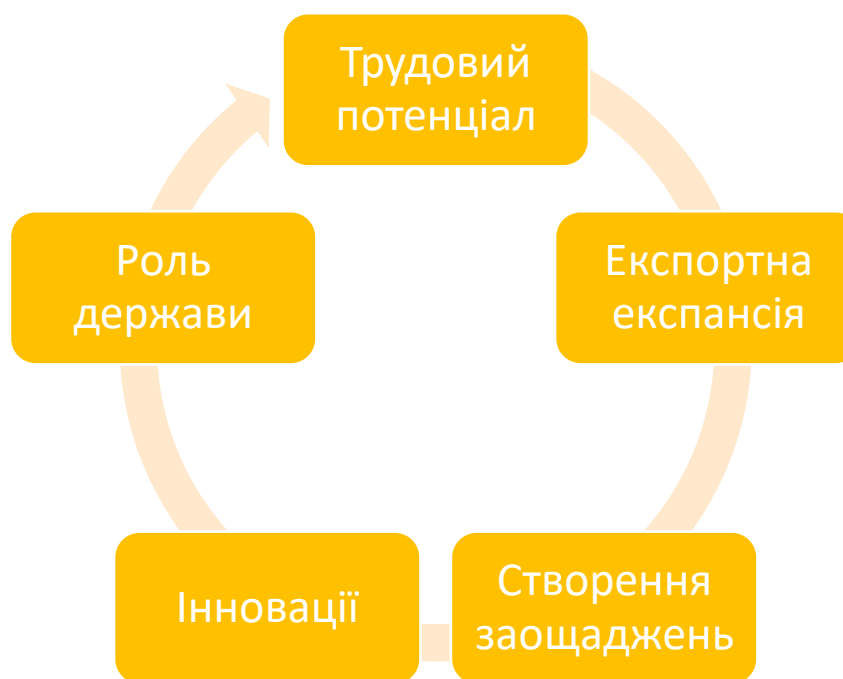 Трудовий
потенціал
Експортна
експансія
Створення
заощаджень
Інновації
Роль
держави